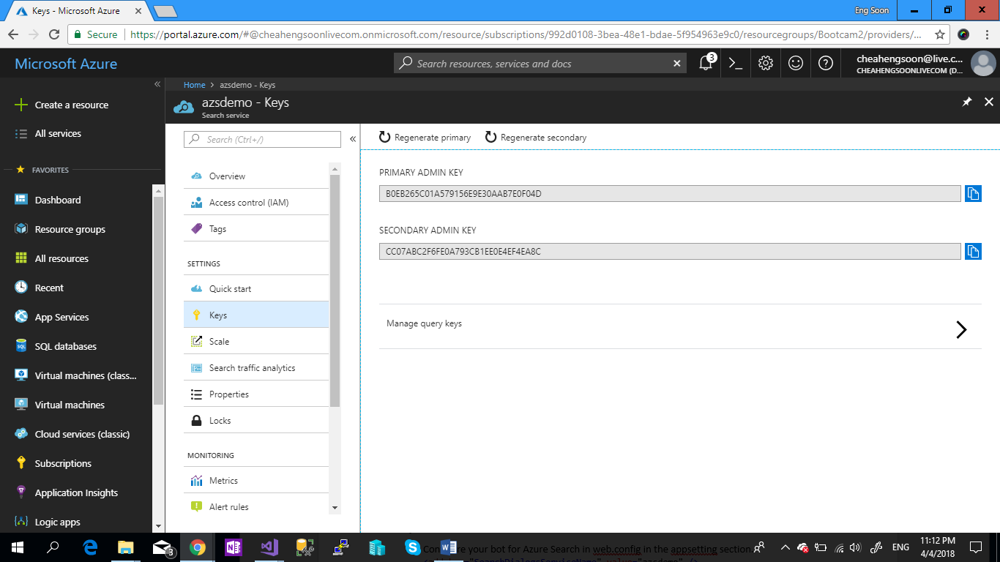 Keys - Microsoft Azure
Eng Soon
Secure
https://portal.azure.com/#@cheahengsoonlivecom.onmicrosoft.com/resource/subscriptions/992d0108-3bea-48e1-bdae-5f954963e9c0/resourcegroups/Bootcam2/providers/...
Microsoft Azure
Search resources, services and docs
3
cheahengsoon@live.c...
CHEAHENGSOONLIVECOM (D...
Home > azsdemo - Keys
azsdemo - Keys
Search service
Create a resource
All services
FAVORITES
Dashboard
Resource groups
All resources
Recent
App Services
SQL databases
Virtual machines (class...
Virtual machines
Cloud services (classic)
Subscriptions
Application Insights
Logic apps
Search (Ctrl+/)
Overview
Access control (IAM)
Tags
SETTINGS
Quick start
Keys
Scale
Search traffic analytics
Properties
Locks
MONITORING
Metrics
Alert rules
Regenerate primary
Regenerate secondary
PRIMARY ADMIN KEY
B0EB265C01A579156E9E30AAB7E0F04D
SECONDARY ADMIN KEY
CC07ABC2F6FE0A793CB1EE0E4EF4EA8C
Manage query keys
3
your bot for Azure Search in web.config in the appsetting section
ENG
11:12 PM
4/4/2018